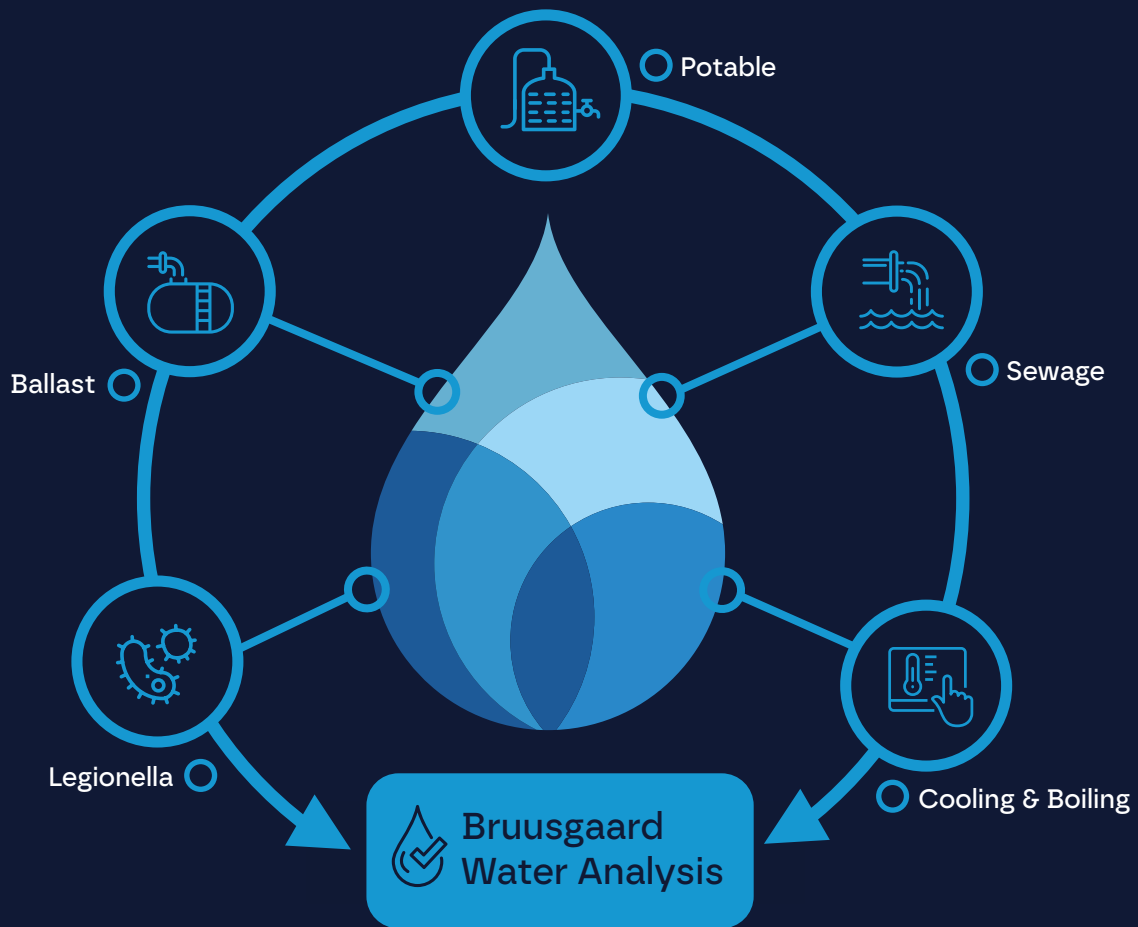 Potable
Ballast
Sewage
Legionella
Cooling & Boiling
Bruusgaard
Water Analysis